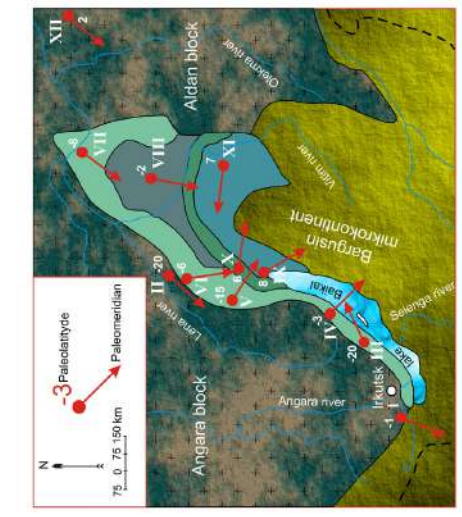 N
75 0 75 150 km
-3 Paleolatityde
Paleomeridian
XII
2
Aldan block
Olekma river
-8
VII
-2
VIII
7
XI
Vitim river
Bargusin
mikrokontinent
II
-20
-6
VI
X
6
-15
V
8
Lena river
Angara block
Baikal
lake
-3
IV
-20
III
Selenga river
Angara river
Irkutsk
-1
I